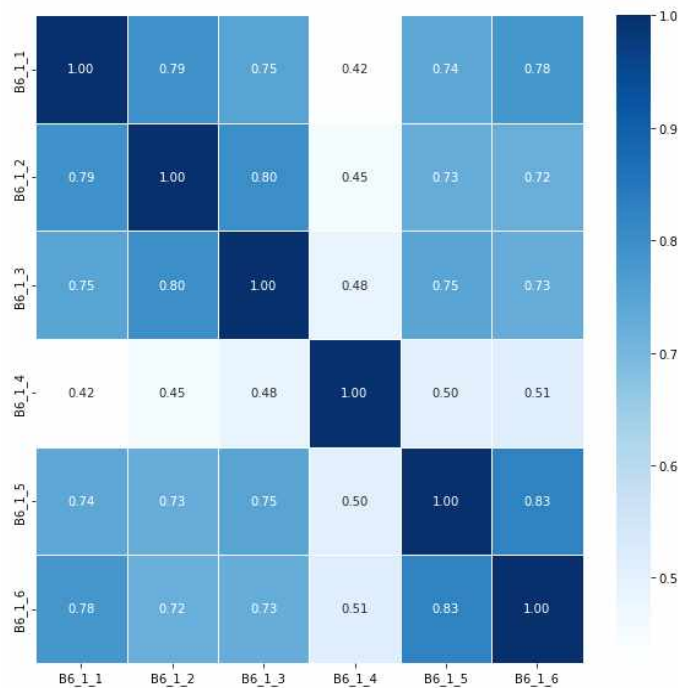 B6_1_1 1.00 0.79 0.75 0.42 0.74 0.78
B6_1_2 0.79 1.00 0.80 0.45 0.73 0.72
B6_1_3 0.75 0.80 1.00 0.48 0.75 0.73
B6_1_4 0.42 0.45 0.48 1.00 0.50 0.51
B6_1_5 0.74 0.73 0.75 0.50 1.00 0.83
B6_1_6 0.78 0.72 0.73 0.51 0.83 1.00
B6_1_1 B6_1_2 B6_1_3 B6_1_4 B6_1_5 B6_1_6
1.0
0.9
0.8
0.7
0.6
0.5